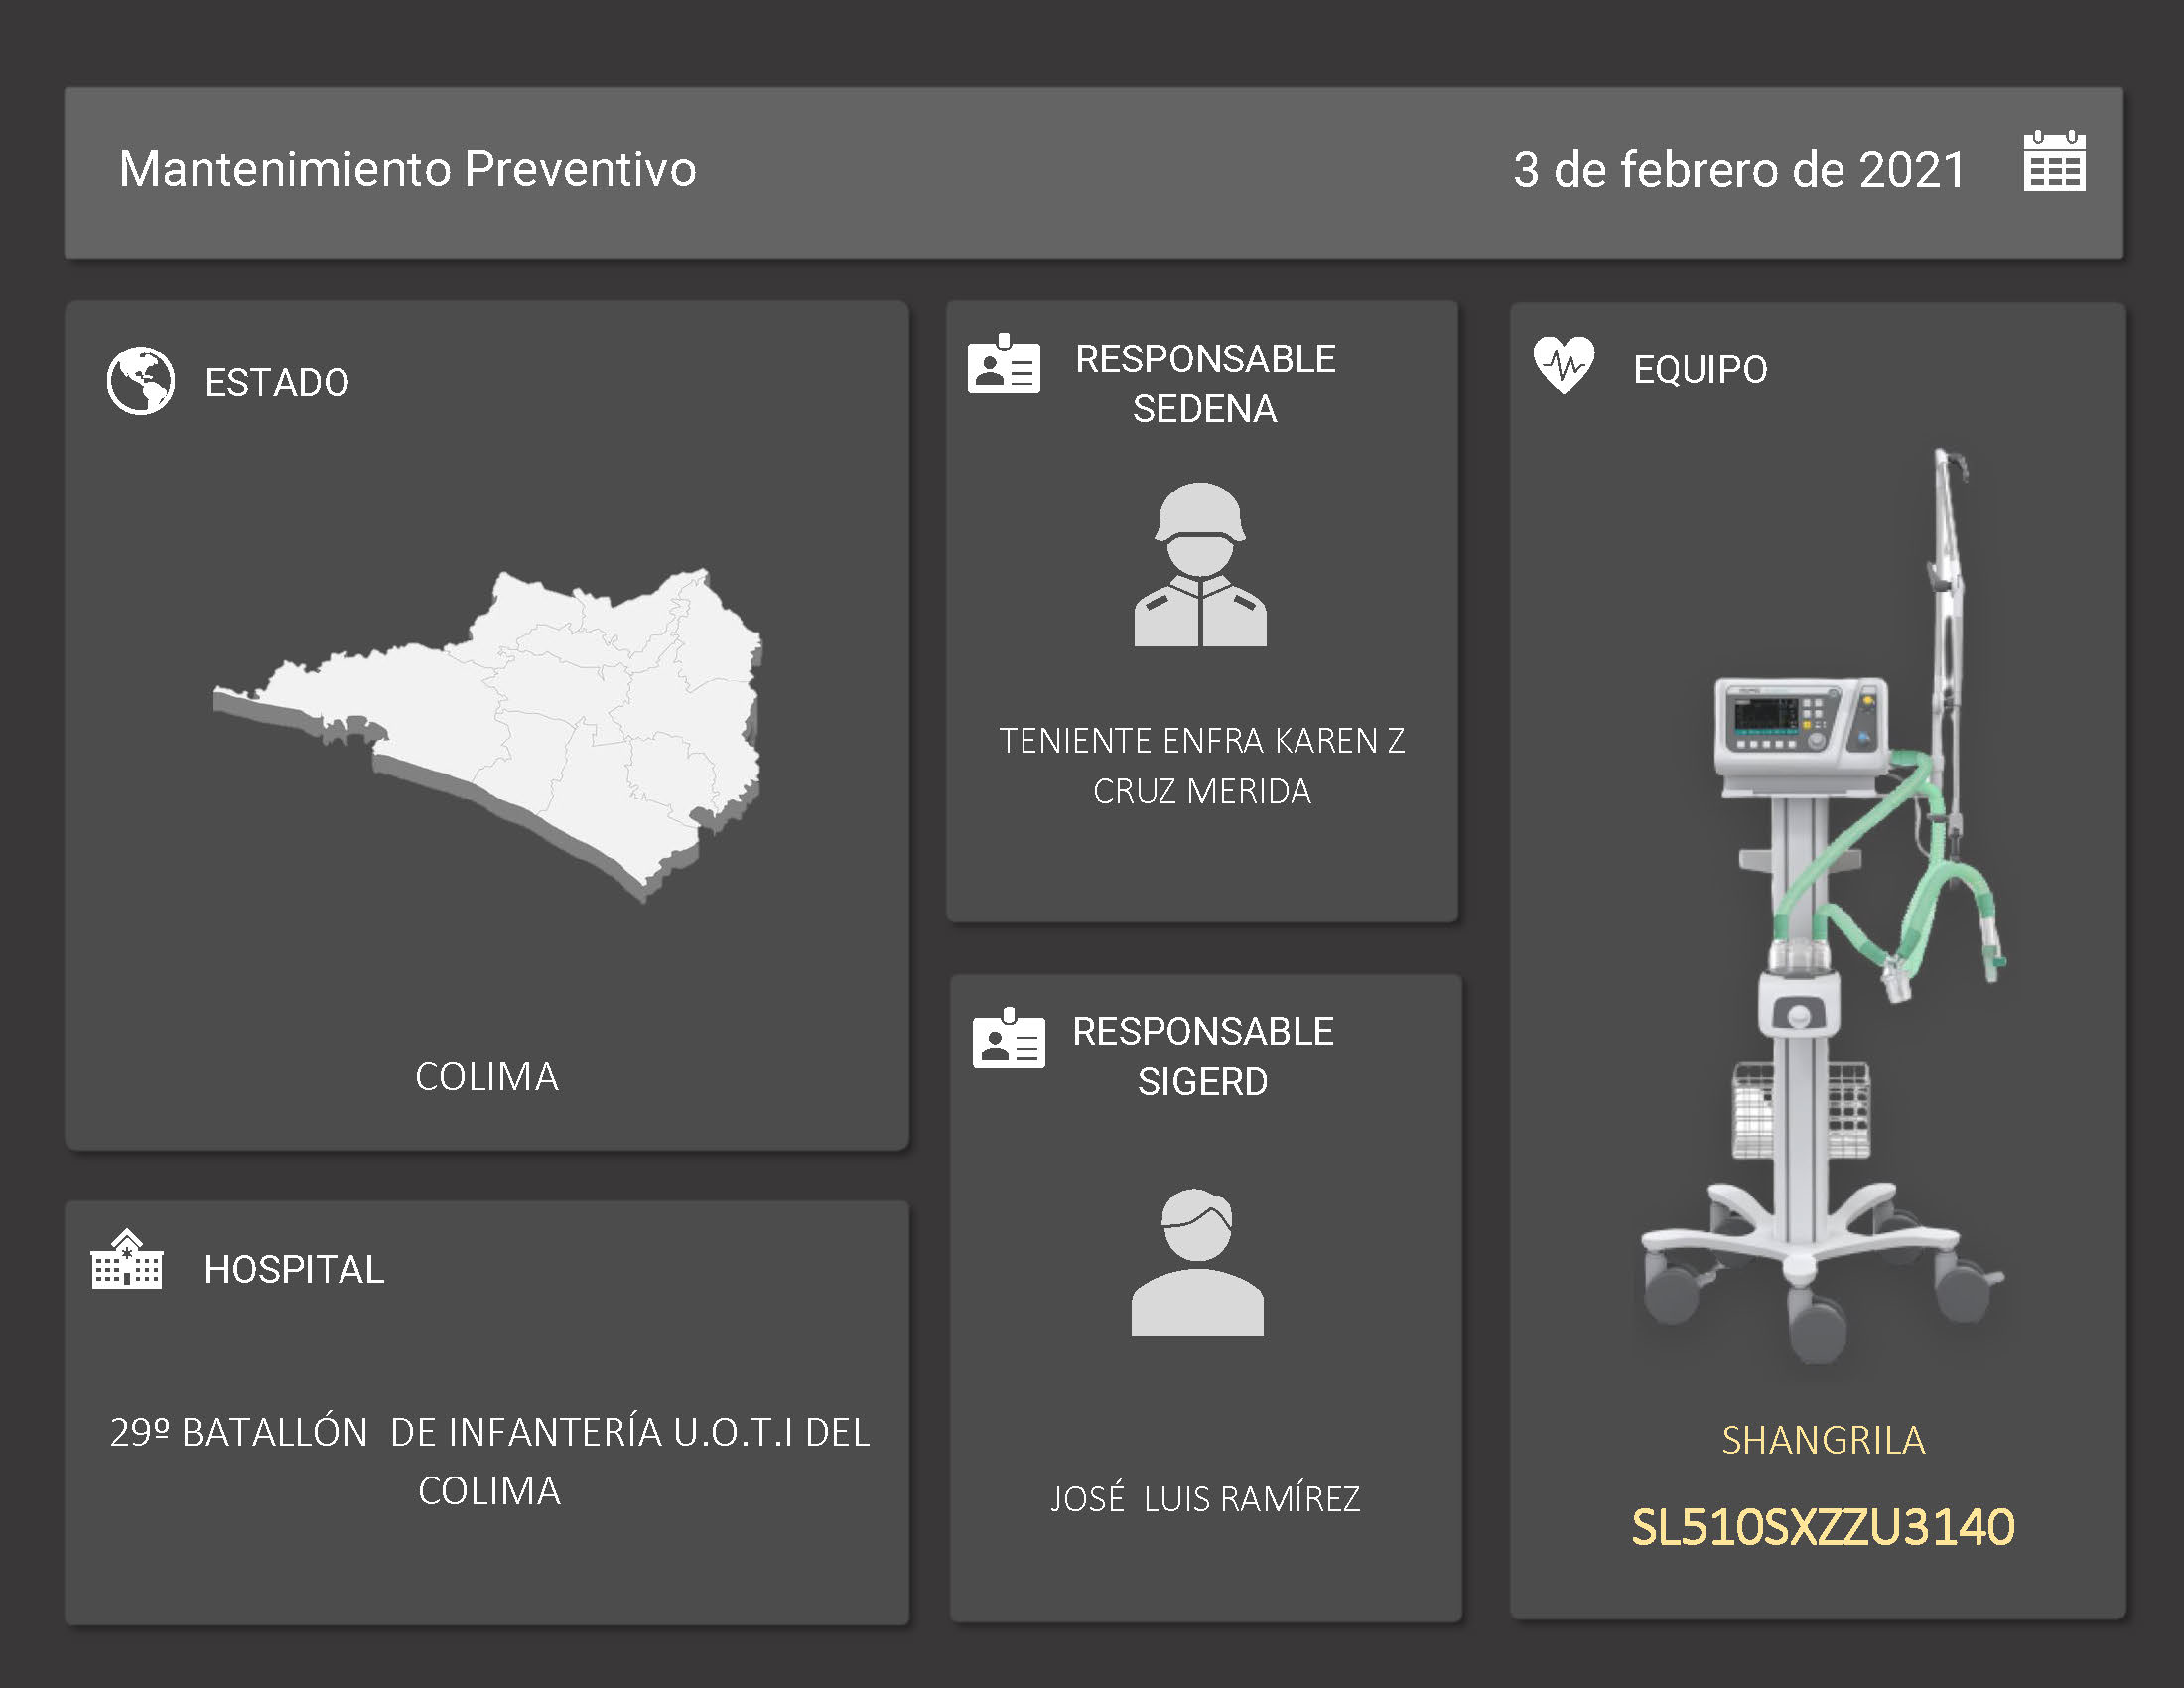 Mantenimiento Preventivo
3 de febrero de 2021
ESTADO
COLIMA
HOSPITAL
29º BATALLÓN  DE INFANTERÍA U.O.T.I DEL
COLIMA
RESPONSABLE
SEDENA
TENIENTE ENFRA KAREN Z
CRUZ MERIDA
RESPONSABLE
SIGERD
JOSÉ  LUIS RAMÍREZ
EQUIPO
SHANGRILA
SL510SXZZU3140